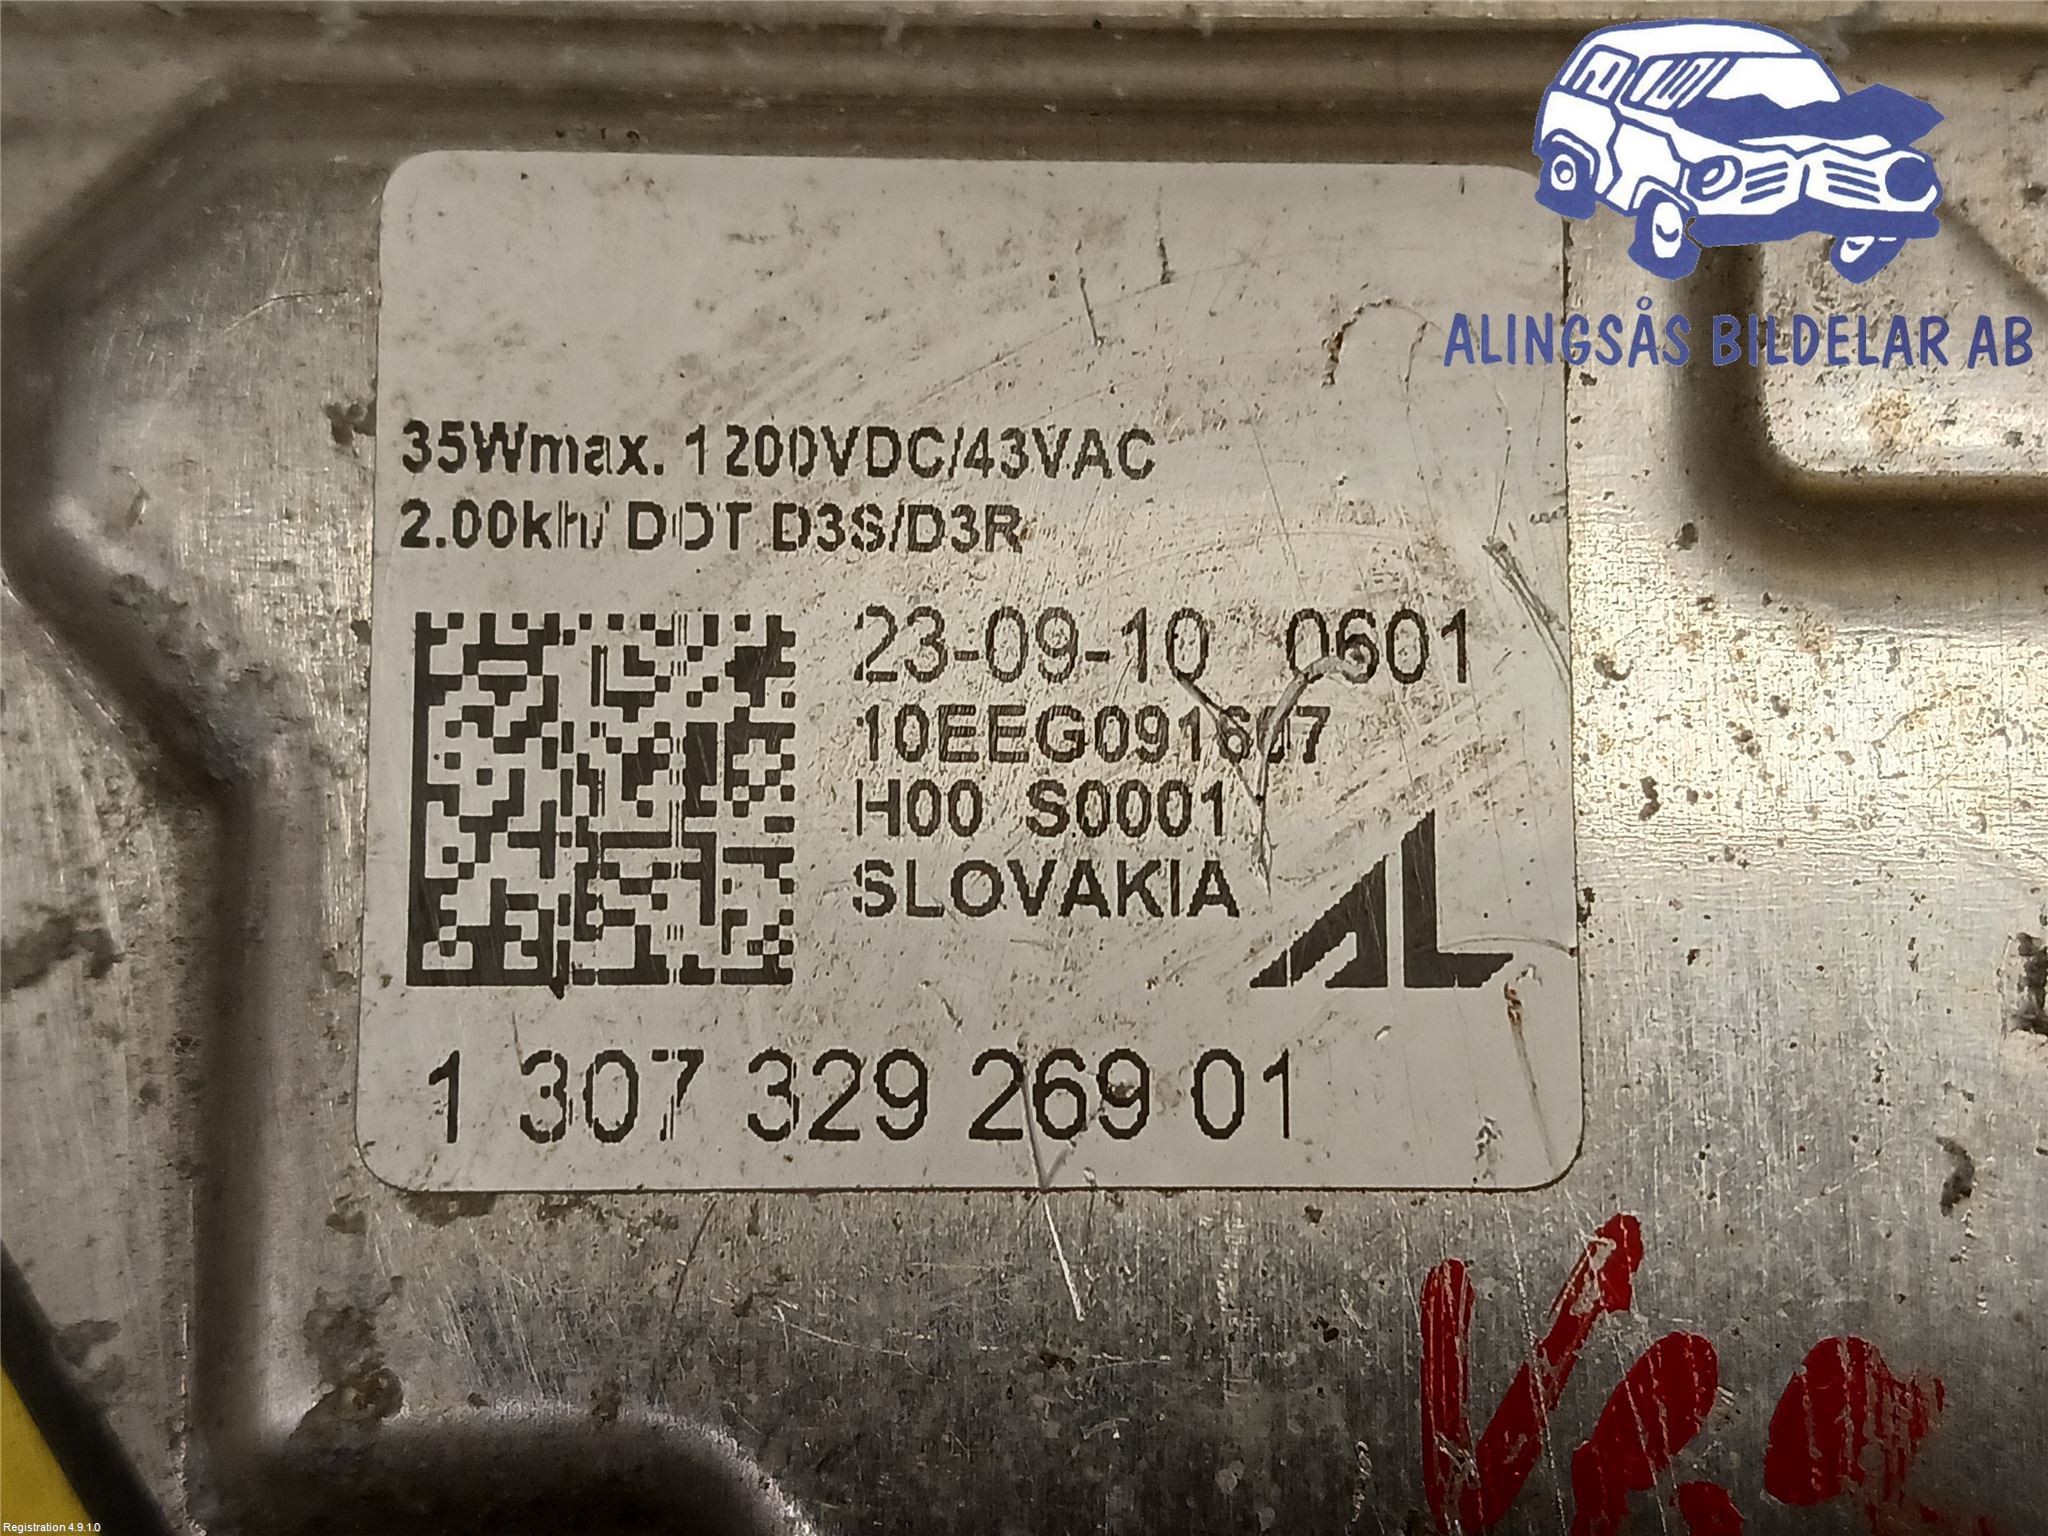 ALINGSÅS BILDELAR AB
35Wmax. 1200VDC/43VAC
2.00kh/ DOT D3S/D3R
23-09-10 0601
10EEG091607
H00 S0001
SLOVAKIA
AL
1 307 329 269 01
Registration 4.9.1.0